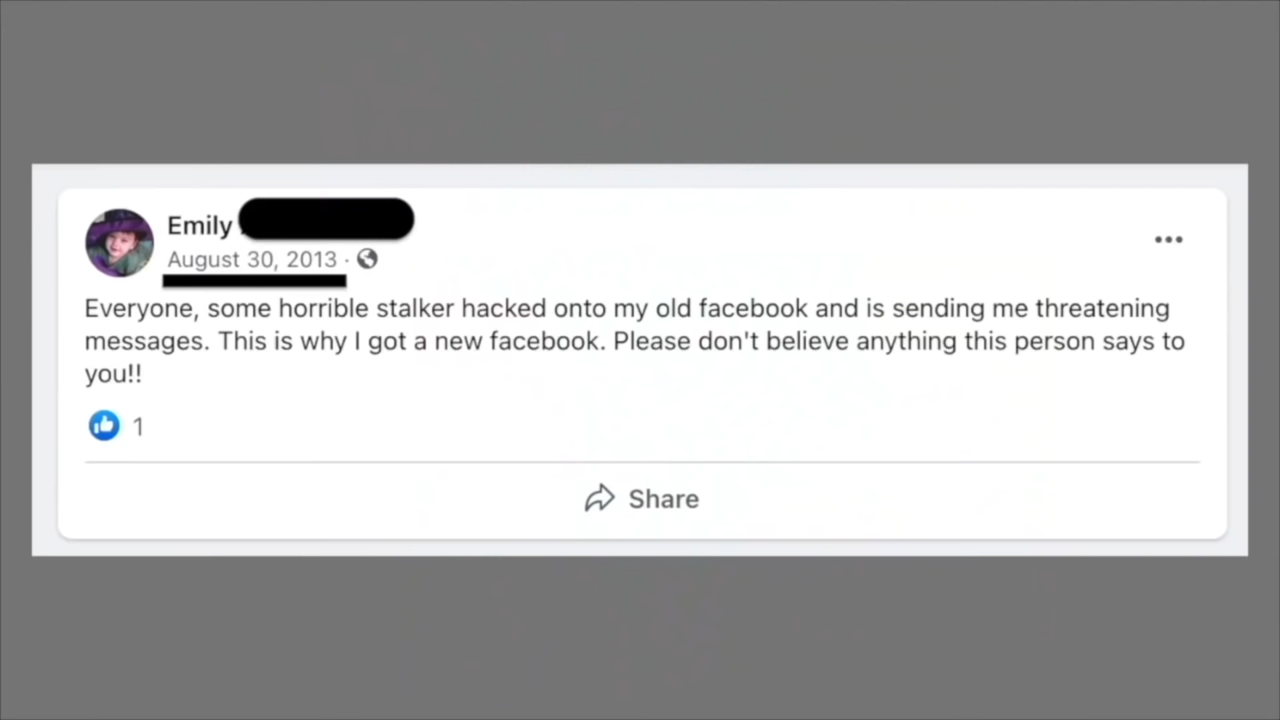 Emily
August 30, 2013 ·
Everyone, some horrible stalker hacked onto my old facebook and is sending me threatening
messages. This is why I got a new facebook. Please don't believe anything this person says to
you!!
1
Share